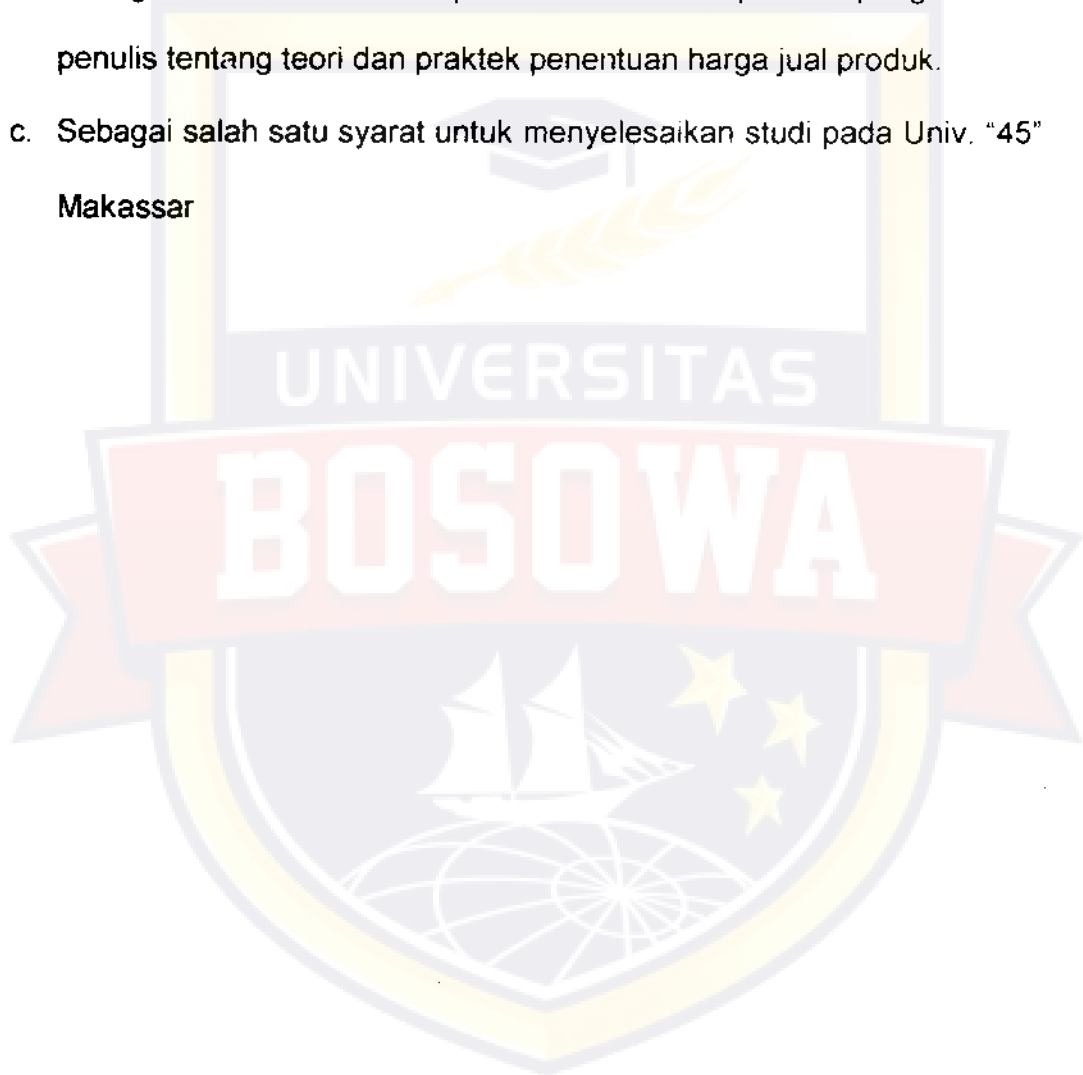 penulis tentang teori dan praktek penentuan harga jual produk.
c. Sebagai salah satu syarat untuk menyelesaikan studi pada Univ. “45”
Makassar
UNIVERSITAS
BOSOWA